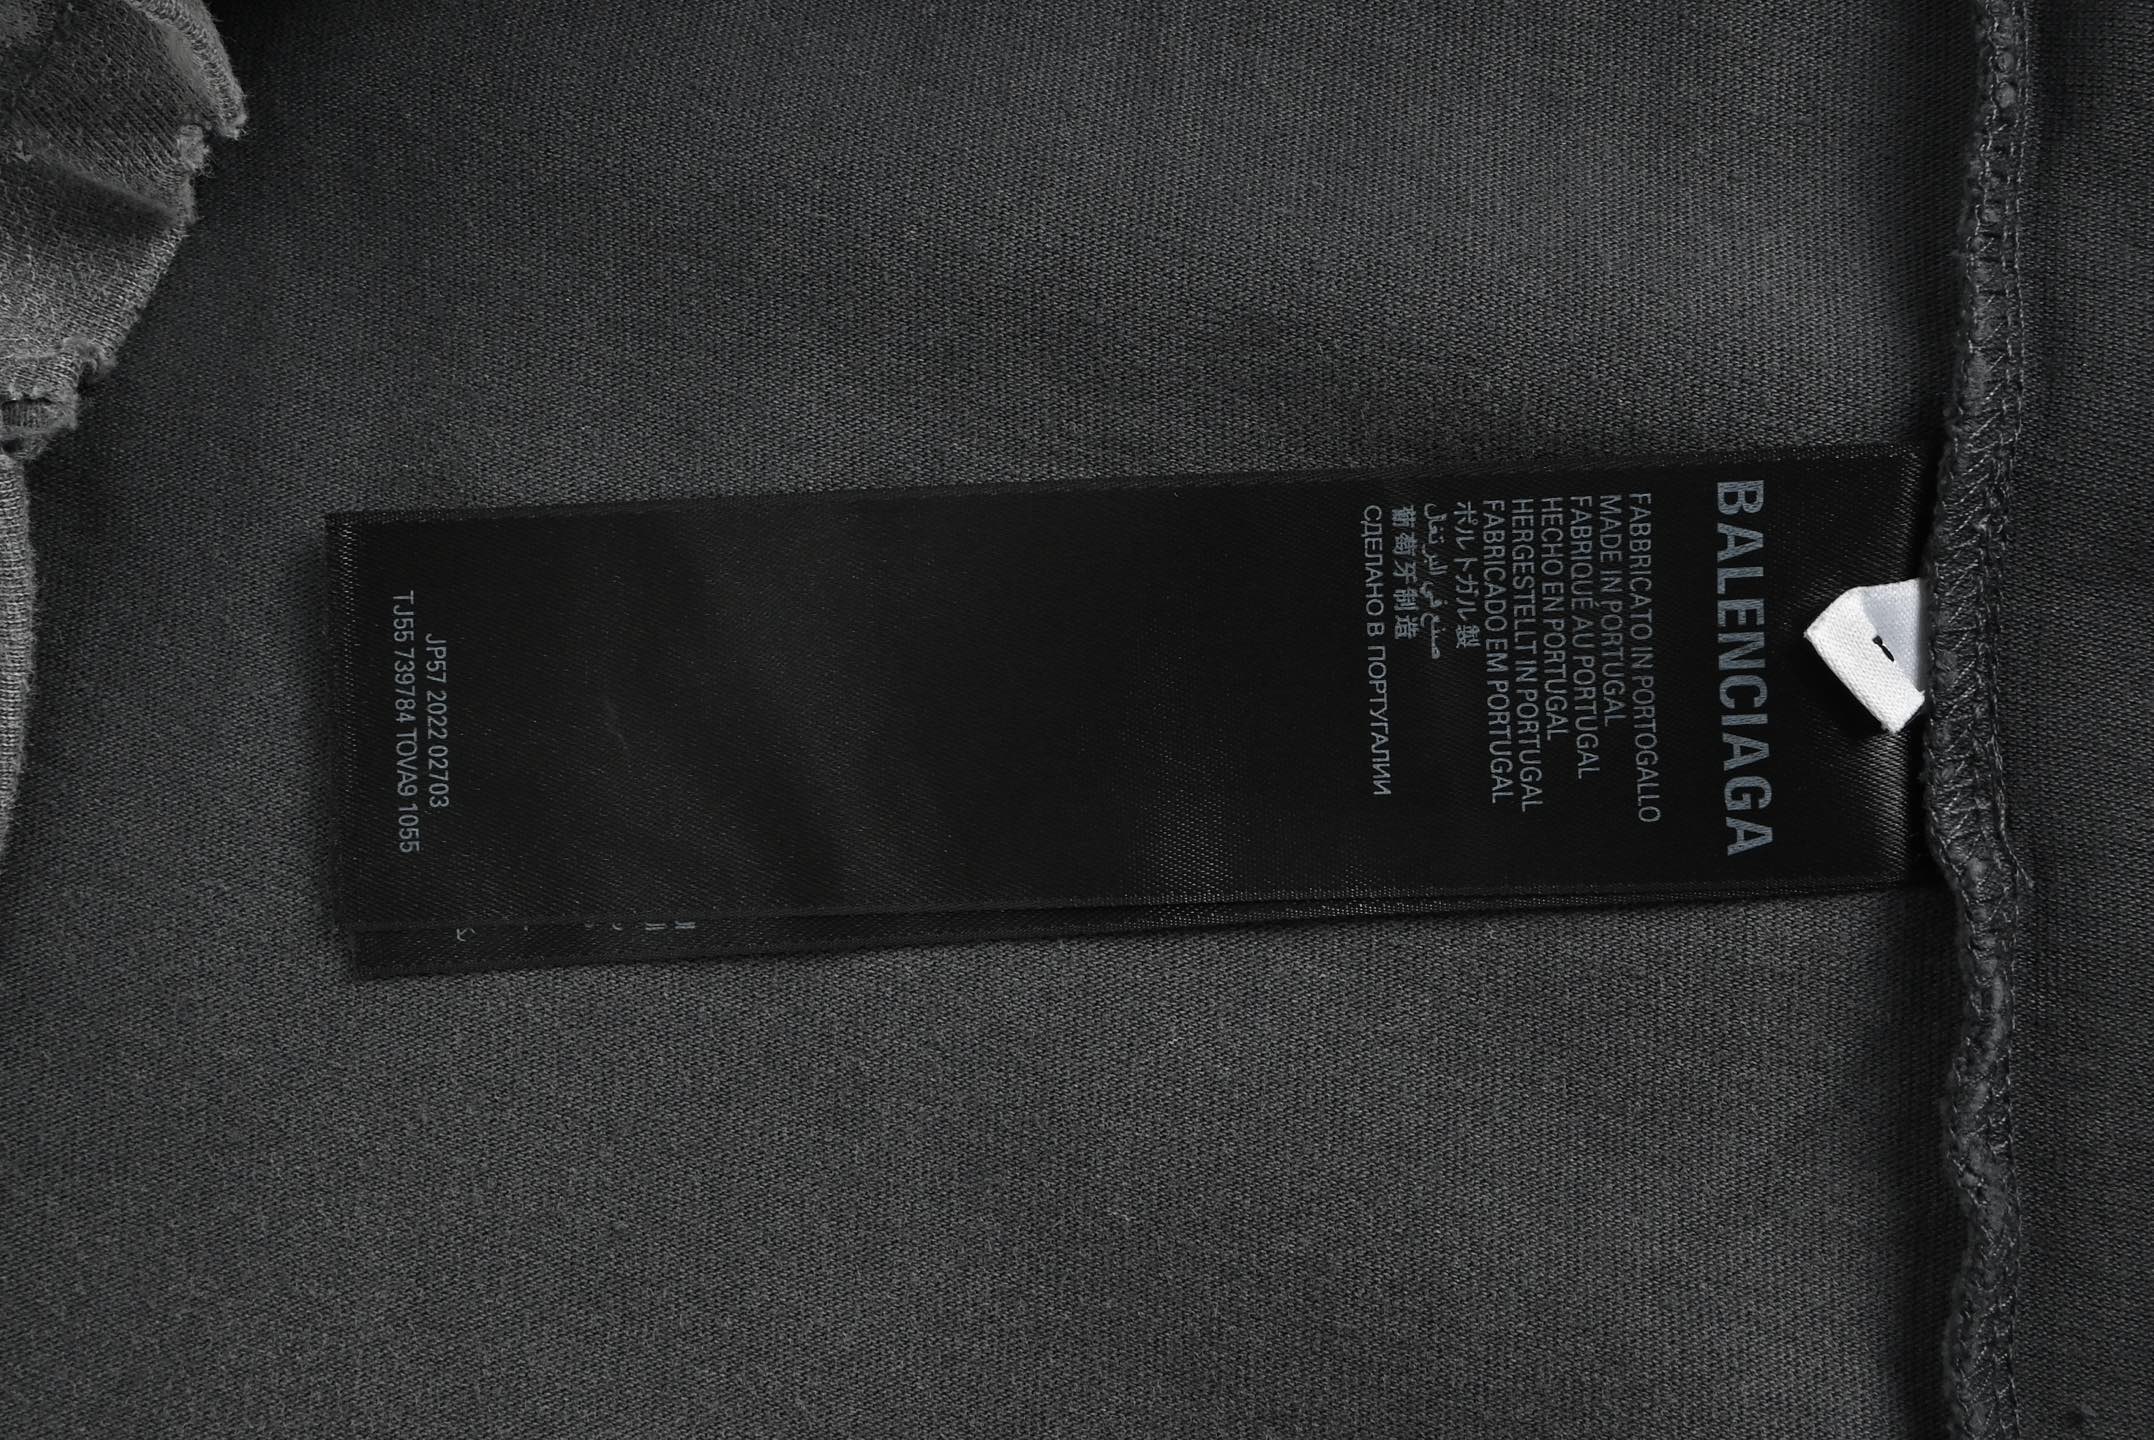 BALENCIAGA
FABBRICATO IN PORTOGALLO
MADE IN PORTUGAL
FABRIQUÉ AU PORTUGAL
HECHO EN PORTUGAL
HERGESTELLT IN PORTUGAL
FABRICADO EM PORTUGAL
ポルトガル製
صنع في البرتغال
葡萄牙制造
СДЕЛАНО В ПОРТУГАЛИИ
JP57 2022 02703
TJ55 739784 TOVA9 1055